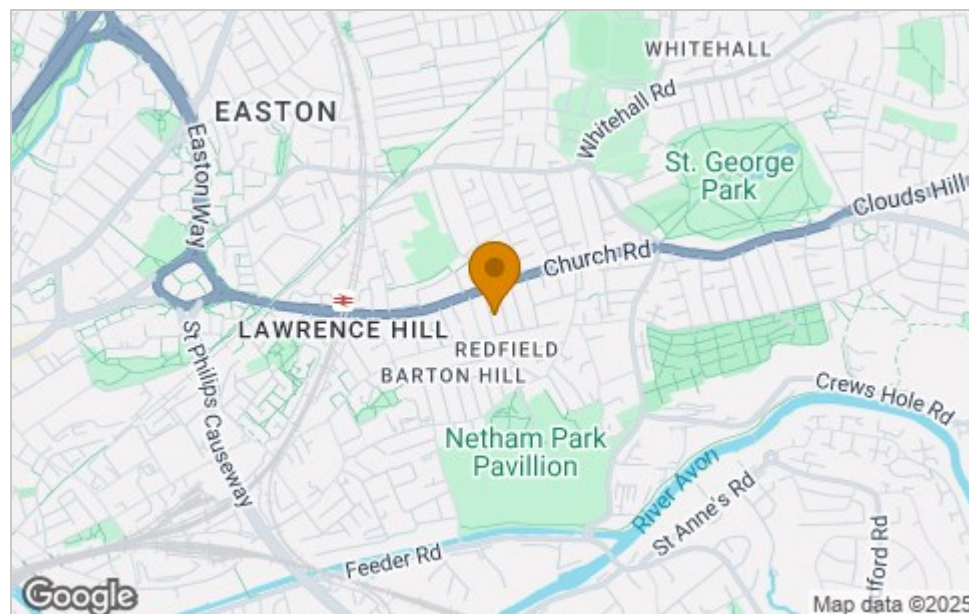 WHITEHALL
EASTON
Whitehall Rd
St. George
Park
Easton Way
Clouds Hill
Church Rd
LAWRENCE HILL
REDFIELD
BARTON HILL
St Philips Causeway
Crews Hole Rd
Netham Park
Pavillion
River Avon
St Anne's Rd
Feeder Rd
lifford Rd
Google
Map data ©2025